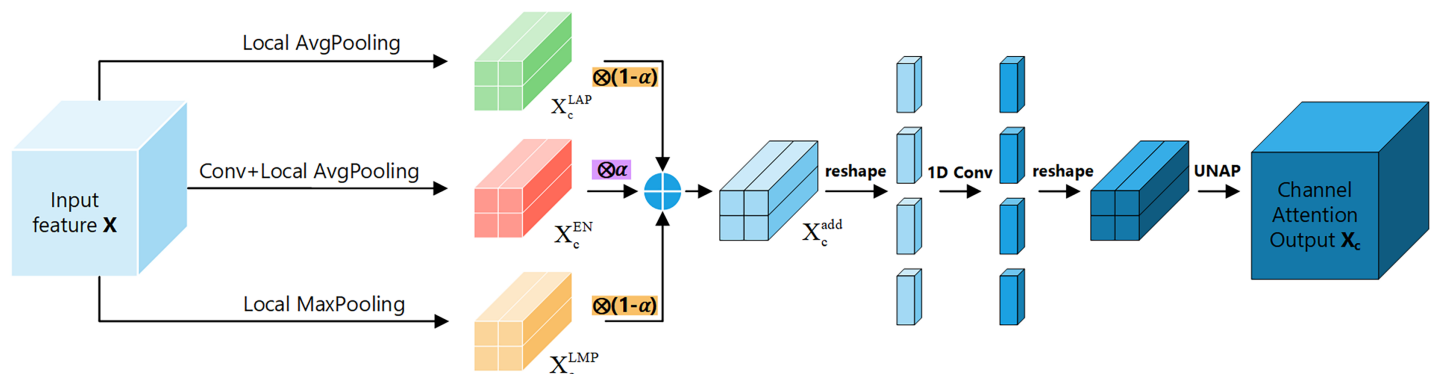 Local AvgPooling
⊗(1-α)
X_c^LAP
Conv+Local AvgPooling
⊗α
X_c^EN
Local MaxPooling
⊗(1-α)
X_c^LMP
Input
feature X
X_c^add
reshape
1D Conv
reshape
UNAP
Channel
Attention
Output X_c